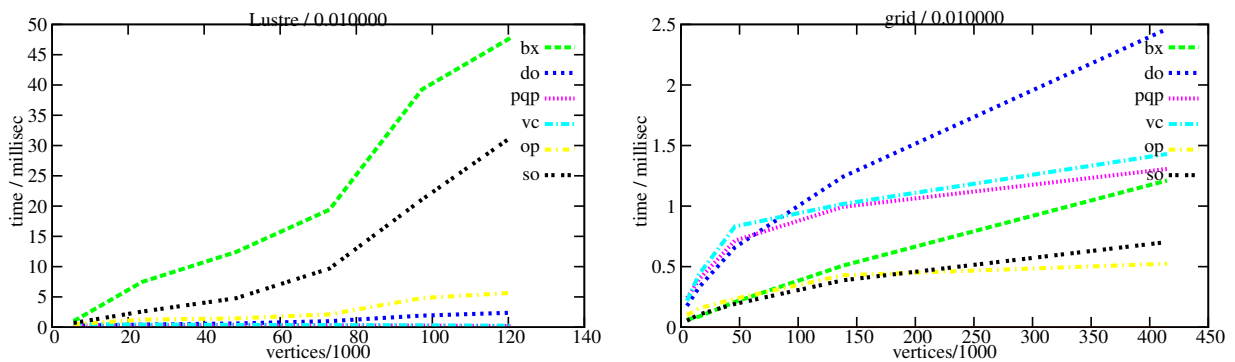 Lustre / 0.010000
50
45
40
35
30
25
20
15
10
5
0
time / millisec
bx
do
pqp
vc
op
so
0 20 40 60 80 100 120 140
vertices/1000
grid / 0.010000
2.5
2
1.5
1
0.5
0
time / millisec
bx
do
pqp
vc
op
so
0 50 100 150 200 250 300 350 400 450
vertices/1000